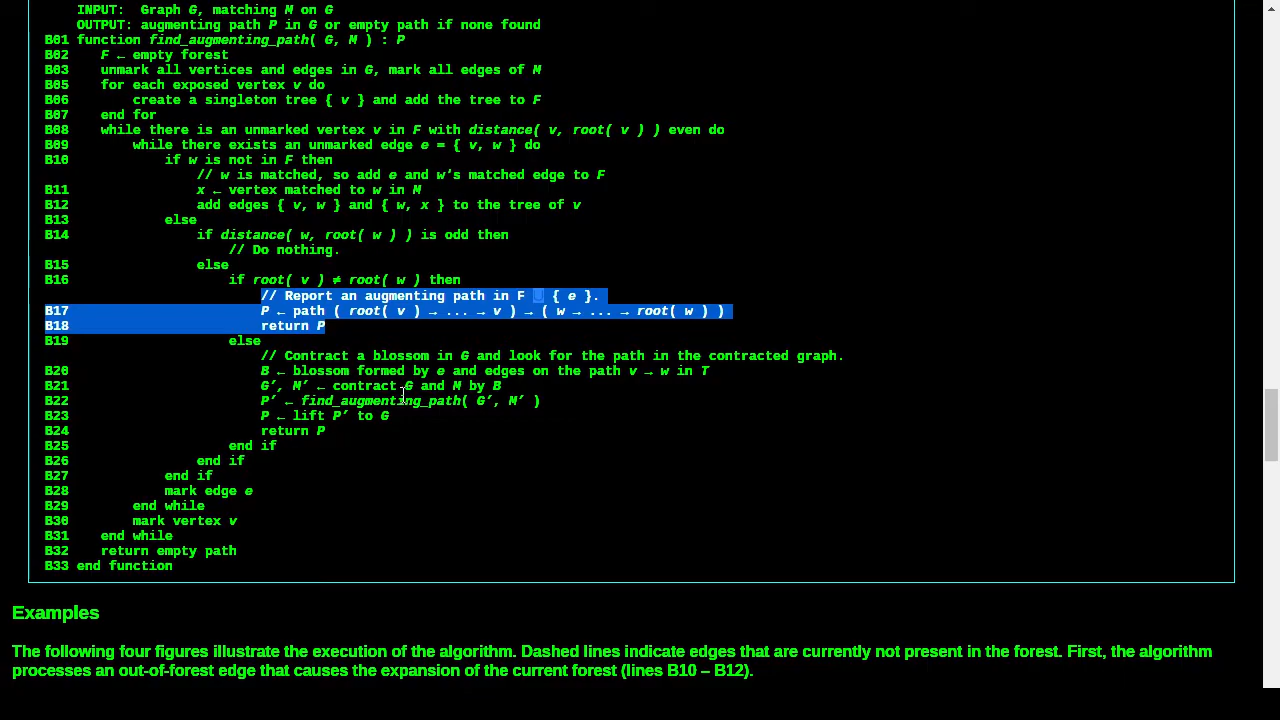 INPUT:  Graph G, matching M on G
OUTPUT: augmenting path P in G or empty path if none found
B01 function find_augmenting_path( G, M ) : P
B02    F ← empty forest
B03    unmark all vertices and edges in G, mark all edges of M
B05    for each exposed vertex v do
B06        create a singleton tree { v } and add the tree to F
B07    end for
B08    while there is an unmarked vertex v in F with distance( v, root( v ) ) even do
B09        while there exists an unmarked edge e = { v, w } do
B10            if w is not in F then
// w is matched, so add e and w′s matched edge to F
B11                x ← vertex matched to w in M
B12                add edges { v, w } and { w, x } to the tree of v
B13            else
B14                if distance( w, root( w ) ) is odd then
// Do nothing.
B15                else
B16                    if root( v ) ≠ root( w ) then
// Report an augmenting path in F { e }.
B17                        P ← path ( root( v ) → ... → v ) → ( w → ... → root( w ) )
B18                        return P
B19                    else
// Contract a blossom in G and look for the path in the contracted graph.
B20                        B ← blossom formed by e and edges on the path v → w in T
B21                        G′, M′ ← contract G and M by B
B22                        P′ ← find_augmenting_path( G′, M′ )
B23                        P ← lift P′ to G
B24                        return P
B25                    end if
B26                end if
B27            end if
B28            mark edge e
B29        end while
B30        mark vertex v
B31    end while
B32    return empty path
B33 end function
Examples
The following four figures illustrate the execution of the algorithm. Dashed lines indicate edges that are currently not present in the forest. First, the algorithm
processes an out-of-forest edge that causes the expansion of the current forest (lines B10 – B12).